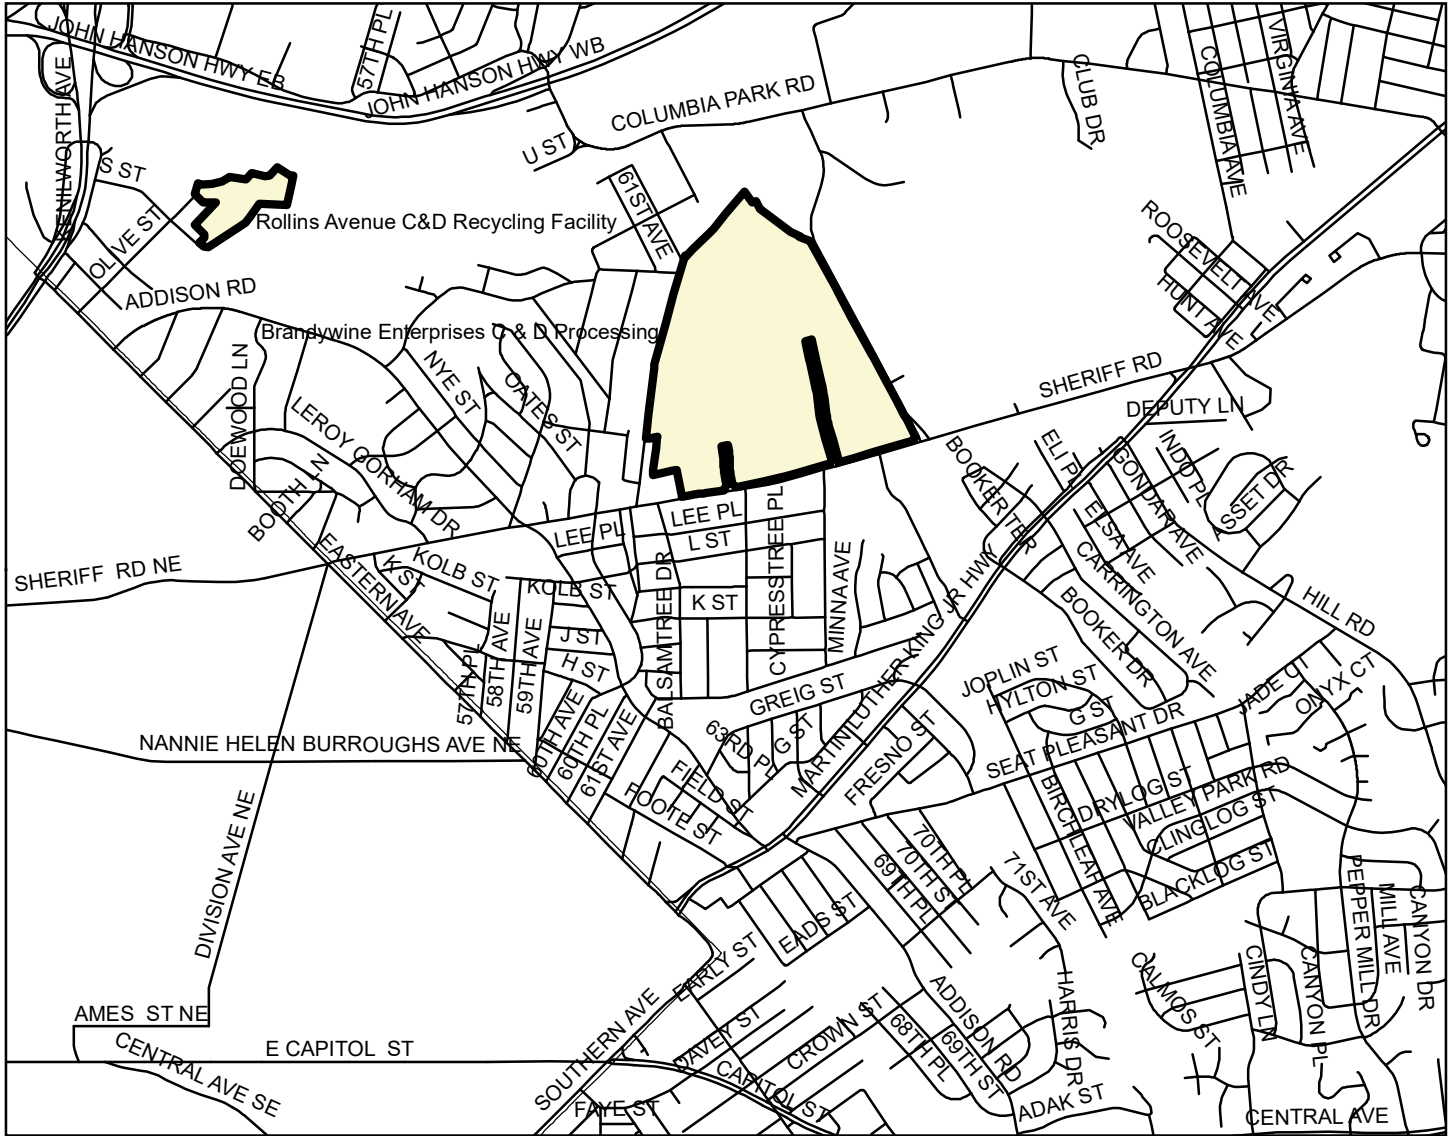 JOHN HANSON HWY EB
57TH PL
JOHN HANSON HWY WB
COLUMBIA PARK RD
CLUB DR
COLUMBIA AVE
VIRGINIA AVE
KENILWORTH AVE
S ST
U ST
61ST AVE
Rollins Avenue C&D Recycling Facility
OLIVE ST
ADDISON RD
ROOSEVELT AVE
HUNT AVE
Brandywine Enterprises C & D Processing
DOEWOOD LN
NYE ST
OATES ST
SHERIFF RD
DEPUTY LN
LEROY GORHAM DR
BOOTH LN
BOOKER TER
ELI PL
GONDAR AVE
INDO PL
ASSET DR
LEE PL
LEE PL
L ST
ELSA AVE
SHERIFF RD NE
EASTERN AVE
K ST
KOLB ST
KOLB ST
K ST
BALSAMTREE DR
CYPRESSTREE PL
MINNA AVE
CARRINGTON AVE
BOOKER DR
HILL RD
J ST
H ST
57TH PL
58TH AVE
59TH AVE
60TH AVE
60TH PL
61ST AVE
GREIG ST
63RD PL
G ST
MARTIN LUTHER KING JR HWY
JOPLIN ST
HYLTON ST
G ST
SEAT PLEASANT DR
JADE CT
ONYX CT
NANNIE HELEN BURROUGHS AVE NE
FIELD ST
FOOTE ST
FRESNO ST
BIRCHLEAF AVE
DRYLOG ST
VALLEY PARK RD
CLINGLOG ST
BLACKLOG ST
DIVISION AVE NE
70TH PL
70TH S
69TH PL
71ST AVE
PEPPER MILL DR
MILL AVE
CANYON DR
EADS ST
EARLY ST
ADDISON RD
HARRIS DR
CALMOS ST
CINDY LN
CANYON PL
AMES ST NE
E CAPITOL ST
CENTRAL AVE SE
SOUTHERN AVE
DAVEY ST
CROWN ST
68TH PL
69TH ST
CAPITOL ST
FAYE ST
ADAK ST
CENTRAL AVE